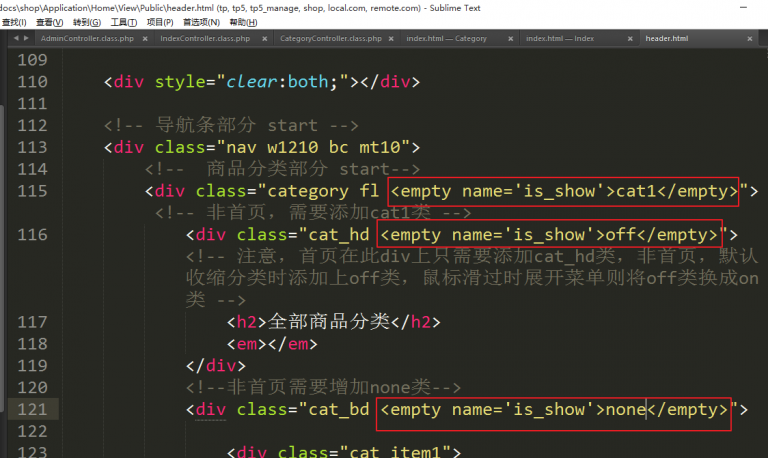 docs\shop\Application\Home\View\Public\header.html (tp, tp5, tp5_manage, shop, local.com, remote.com) - Sublime Text
查找(I) 查看(V) 转到(G) 工具(T) 项目(P) 首选项(N) 帮助(H)
AdminController.class.php × IndexController.class.php × CategoryController.class.php × index.html — Category × index.html — Index × header.html ×
109
110 <div style="clear:both;"></div>
111
112 <!-- 导航条部分 start -->
113 <div class="nav w1210 bc mt10">
114 <!--  商品分类部分 start-->
115 <div class="category fl <empty name='is_show'>cat1</empty>">
<!-- 非首页，需要添加cat1类 -->
116 <div class="cat_hd <empty name='is_show'>off</empty>">
<!-- 注意，首页在此div上只需要添加cat_hd类，非首页，默认
收缩分类时添加上off类，鼠标滑过时展开菜单则将off类换成on
类 -->
117 <h2>全部商品分类</h2>
118 <em></em>
119 </div>
120 <!--非首页需要增加none类-->
121 <div class="cat_bd <empty name='is_show'>none</empty>">
122
123 <div class="cat item1">